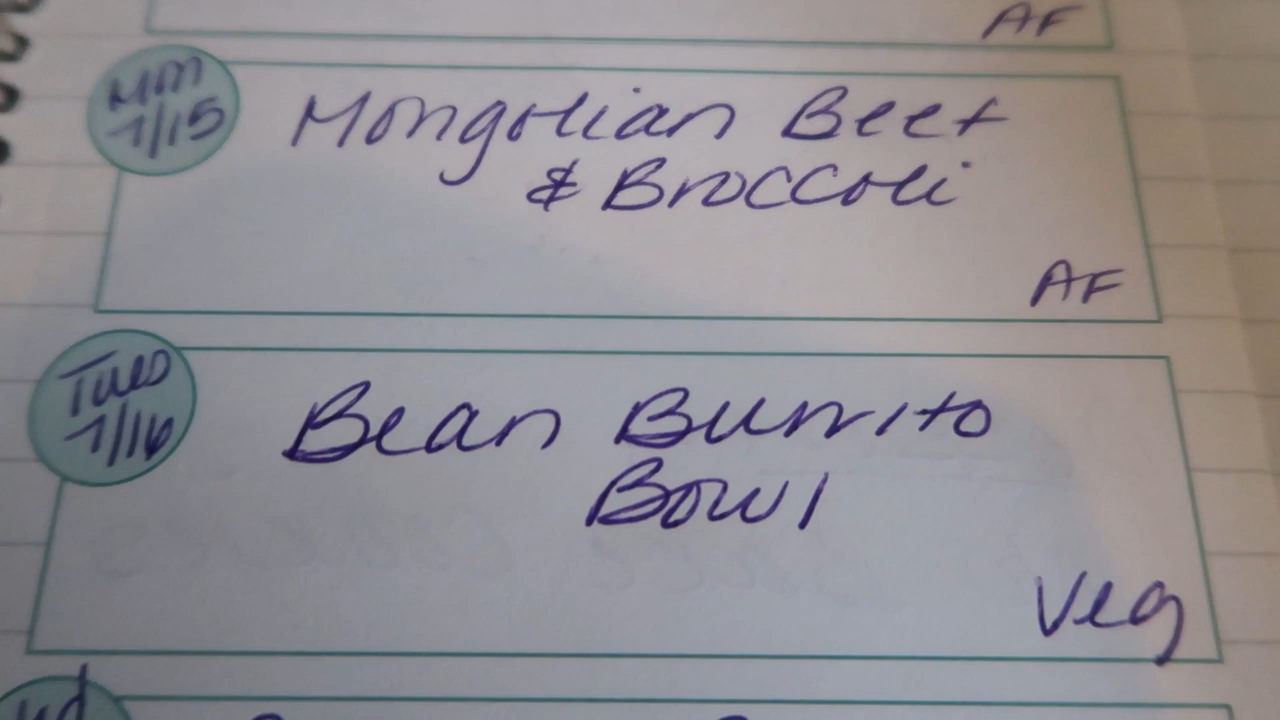 AF
Mon
1/15
Mongolian Beef
& Broccoli
AF
Tues
1/16
Bean Burrito
Bowl
Veg